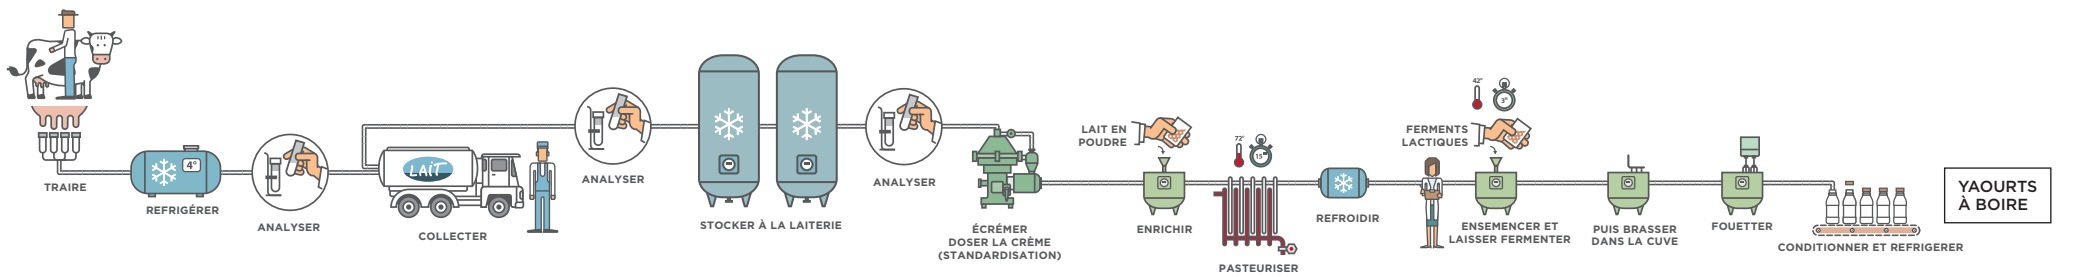 TRAIRE
4°
REFRIGÉRER
ANALYSER
LAIT
COLLECTER
ANALYSER
STOCKER À LA LAITERIE
ANALYSER
ÉCRÉMER
DOSER LA CRÈME
(STANDARDISATION)
LAIT EN
POUDRE
ENRICHIR
72°
15"
PASTEURISER
REFROIDIR
FERMENTS
LACTIQUES
42°
3H
ENSEMENCER ET
LAISSER FERMENTER
PUIS BRASSER
DANS LA CUVE
FOUETTER
CONDITIONNER ET REFRIGERER
YAOURTS
À BOIRE